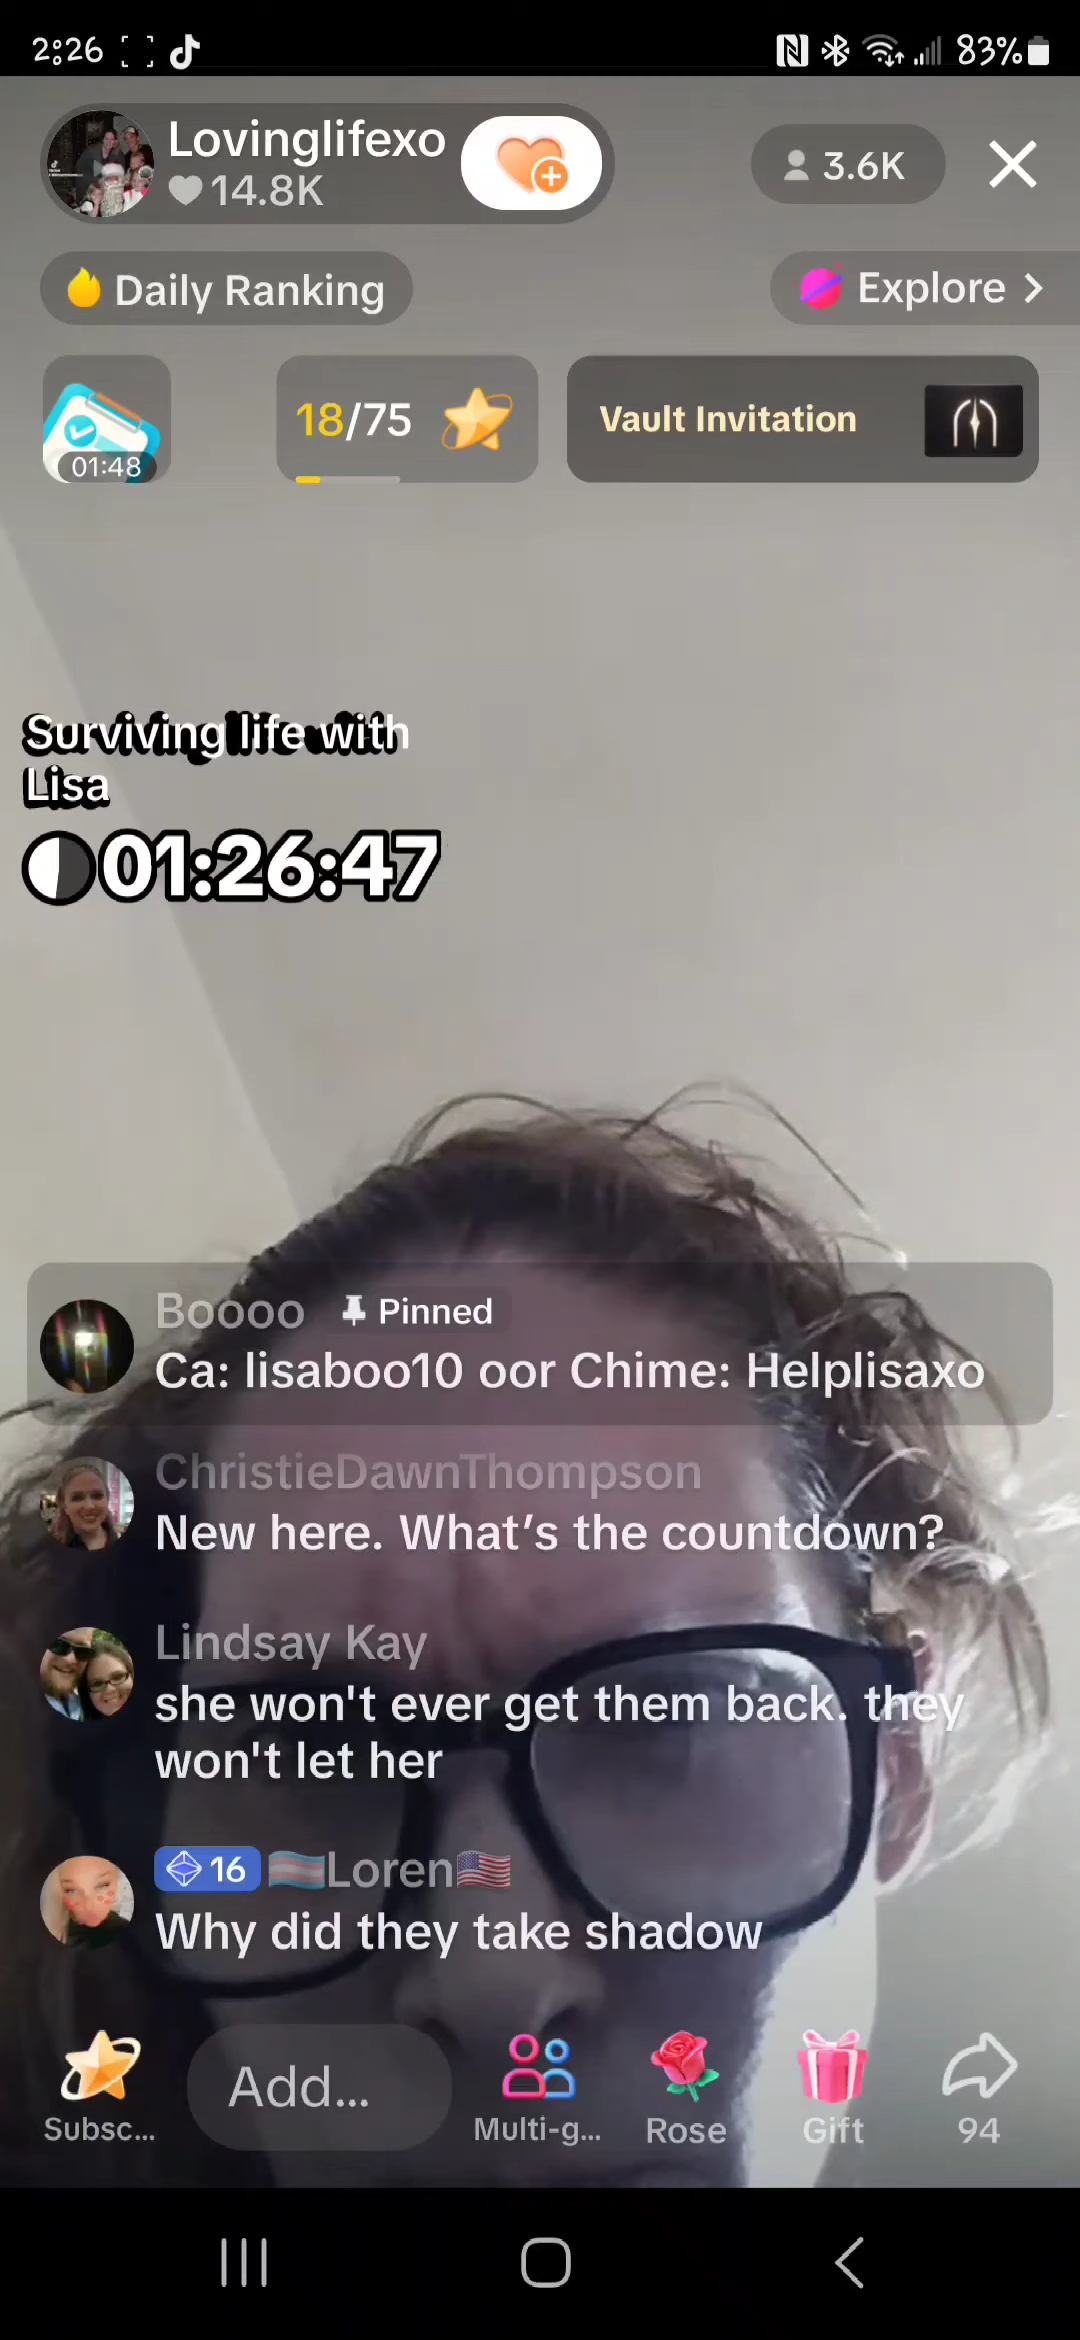 2:26
83%
Lovinglifexo
14.8K
3.6K
Daily Ranking
Explore
01:48
18/75
Vault Invitation
Surviving life with
Lisa
01:26:47
Boooo Pinned
Ca: lisaboo10 oor Chime: Helplisaxo
ChristieDawnThompson
New here. What's the countdown?
Lindsay Kay
she won't ever get them back. they
won't let her
16 Loren
Why did they take shadow
Add...
Subsc...
Multi-g...
Rose
Gift
94